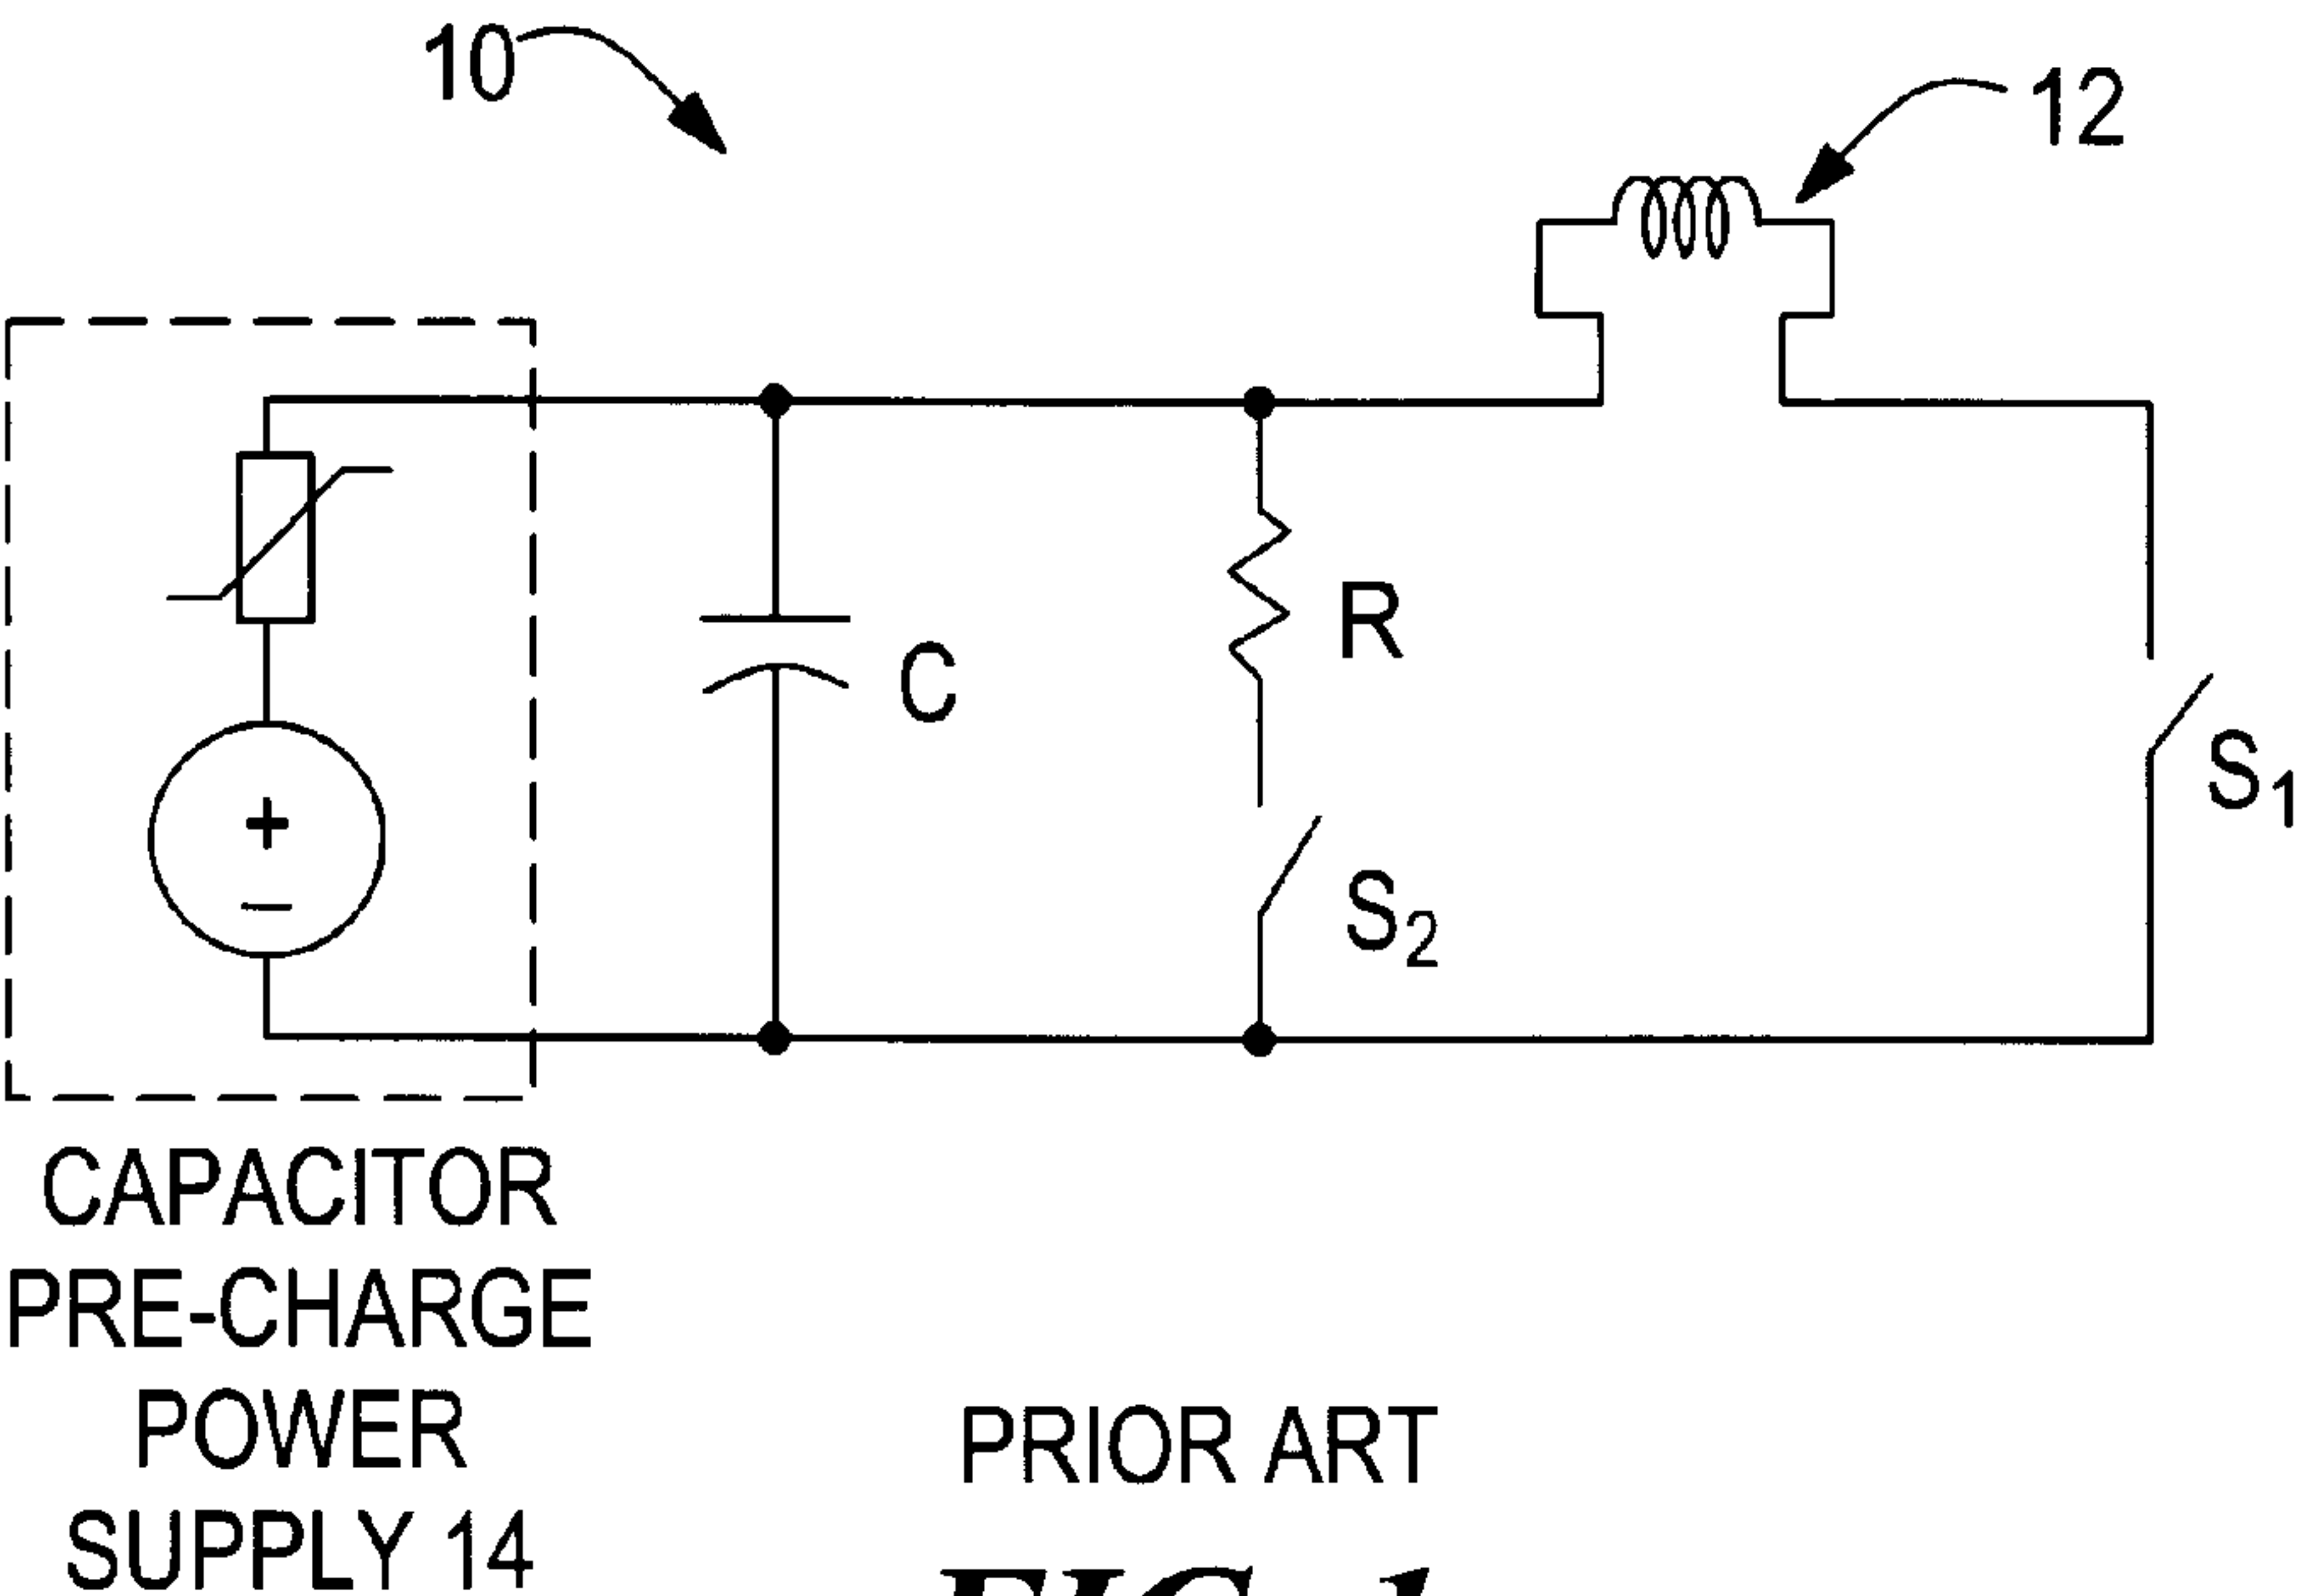 10
12
C
R
S2
S1
+
–
CAPACITOR
PRE-CHARGE
POWER
SUPPLY 14
PRIOR ART